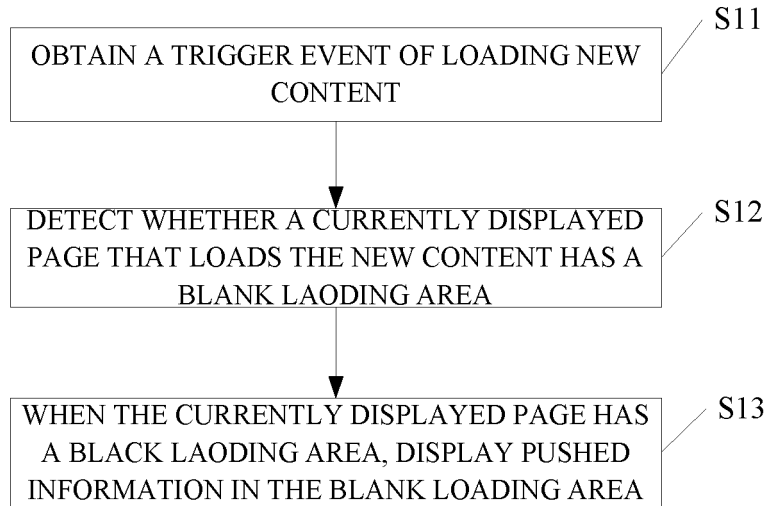 S11
OBTAIN A TRIGGER EVENT OF LOADING NEW
CONTENT
S12
DETECT WHETHER A CURRENTLY DISPLAYED
PAGE THAT LOADS THE NEW CONTENT HAS A
BLANK LAODING AREA
S13
WHEN THE CURRENTLY DISPLAYED PAGE HAS
A BLACK LAODING AREA, DISPLAY PUSHED
INFORMATION IN THE BLANK LOADING AREA